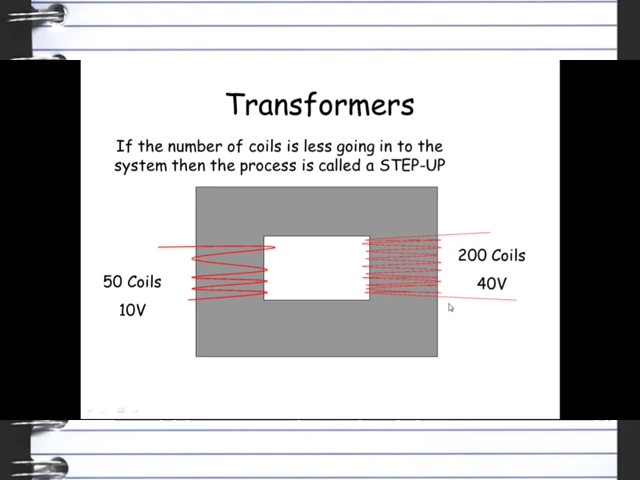 Transformers
If the number of coils is less going in to the
system then the process is called a STEP-UP
200 Coils
50 Coils
40V
10V